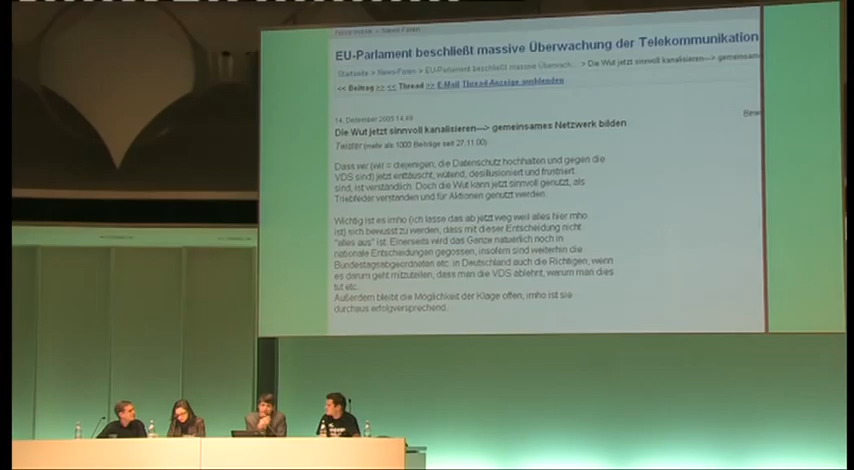 EU-Parlament beschließt massive Überwachung der Telekommunikation
Startseite > News-Foren > EU-Parlament beschließt massive Überwach... > Die Wut jetzt sinnvoll kanalisieren---> gemeinsam
<< Beitrag >> << Thread >> E-Mail Thread-Anzeige ausblenden
14. Dezember 2005 14:49
Bewe
Die Wut jetzt sinnvoll kanalisieren---> gemeinsames Netzwerk bilden
Twister (mehr als 1000 Beiträge seit 27.11.00)
Dass wir (wir = diejenigen, die Datenschutz hochhalten und gegen die
VDS sind) jetzt enttäuscht, wütend, desillusioniert und frustriert
sind, ist verständlich. Doch die Wut kann jetzt sinnvoll genutzt, als
Triebfeder verstanden und für Aktionen genutzt werden.
Wichtig ist es imho (ich lasse das ab jetzt weg weil alles hier imho
ist) sich bewusst zu werden, dass mit dieser Entscheidung nicht
"alles aus" ist. Einerseits wird das Ganze natuerlich noch in
nationale Entscheidungen gegossen, insofern sind weiterhin die
Bundestagsabgeordneten etc. in Deutschland auch die Richtigen, wenn
es darum geht mitzuteilen, dass man die VDS ablehnt, warum man dies
tut etc.
Außerdem bleibt die Möglichkeit der Klage offen, imho ist sie
durchaus erfolgversprechend.